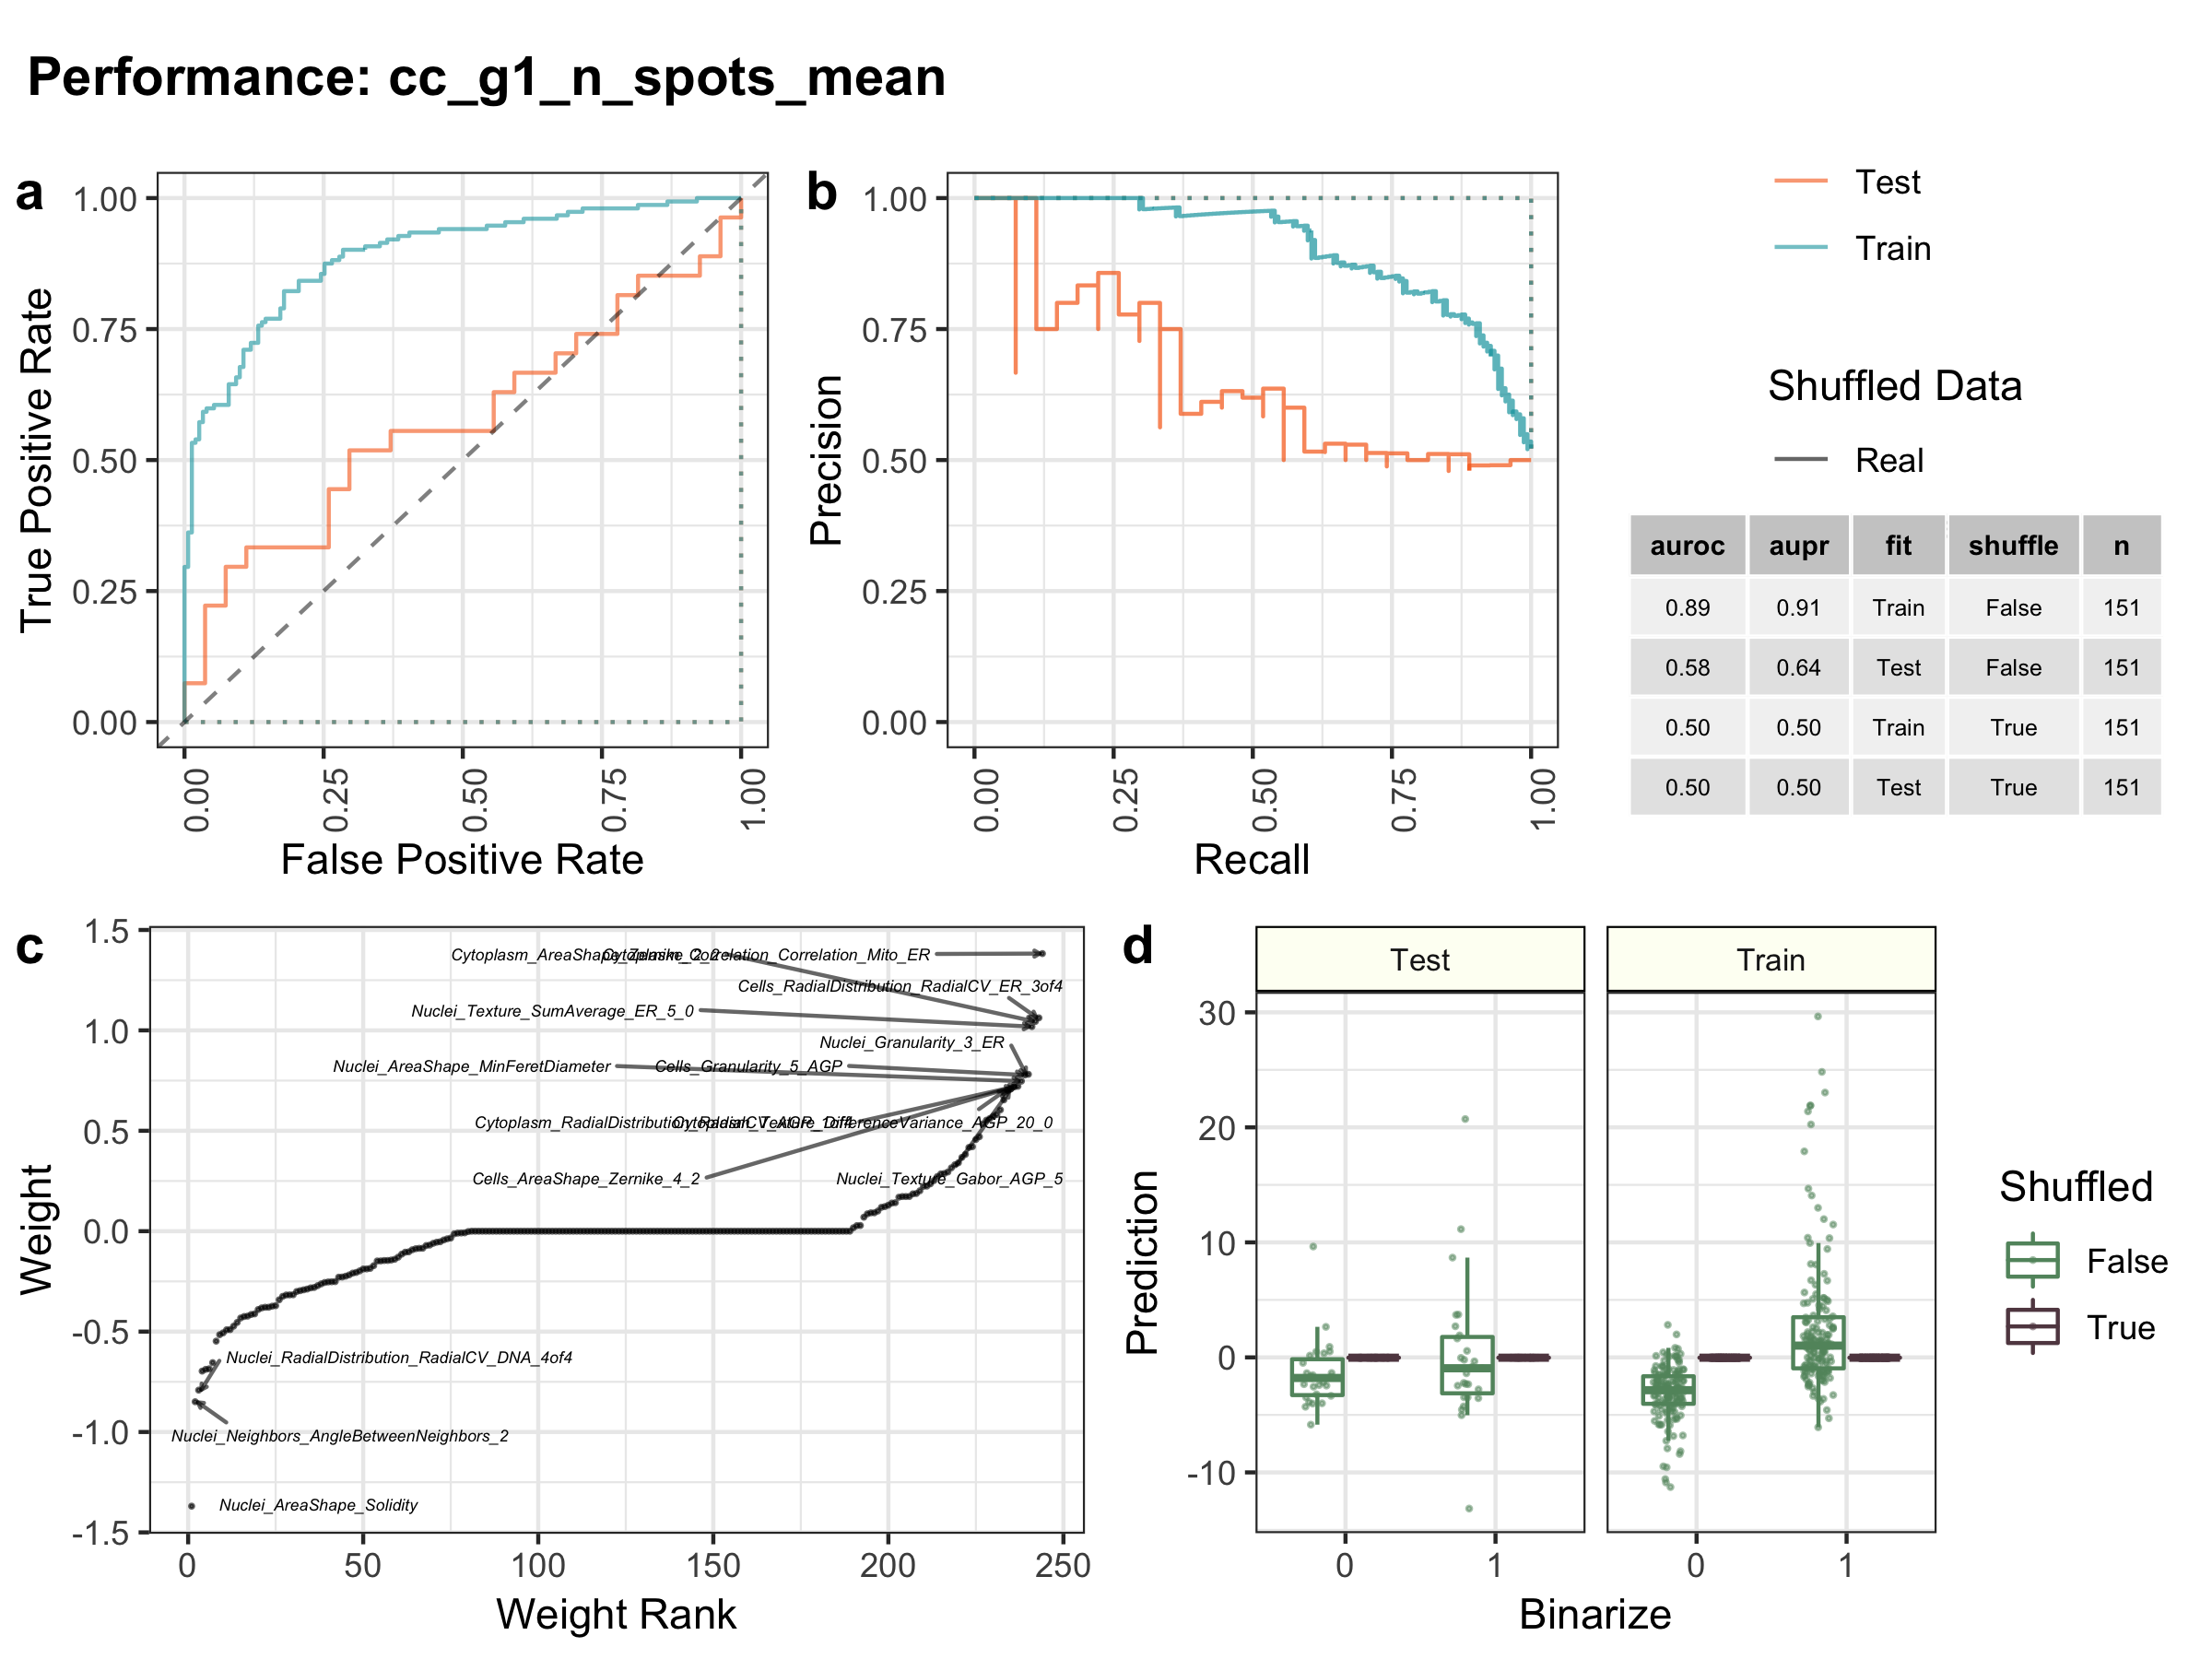 Performance: cc_g1_n_spots_mean
a
True Positive Rate
1.00
0.75
0.50
0.25
0.00
0.00
0.25
0.50
0.75
1.00
False Positive Rate
b
Precision
1.00
0.75
0.50
0.25
0.00
0.00
0.25
0.50
0.75
1.00
Recall
Test
Train
Shuffled Data
Real
auroc aupr fit shuffle n
0.89 0.91 Train False 151
0.58 0.64 Test False 151
0.50 0.50 Train True 151
0.50 0.50 Test True 151
c
Weight
1.5
1.0
0.5
0.0
-0.5
-1.0
-1.5
Cytoplasm_AreaShape_Zernike_2_2
Cytoplasm_Correlation_Correlation_Mito_ER
Cells_RadialDistribution_RadialCV_ER_3of4
Nuclei_Texture_SumAverage_ER_5_0
Nuclei_Granularity_3_ER
Nuclei_AreaShape_MinFeretDiameter
Cells_Granularity_5_AGP
Cytoplasm_RadialDistribution_RadialCV_AGP_1of4
Cytoplasm_Texture_DifferenceVariance_AGP_20_0
Cells_AreaShape_Zernike_4_2
Nuclei_Texture_Gabor_AGP_5
Nuclei_RadialDistribution_RadialCV_DNA_4of4
Nuclei_Neighbors_AngleBetweenNeighbors_2
Nuclei_AreaShape_Solidity
0
50
100
150
200
250
Weight Rank
d
Prediction
Test
Train
30
20
10
0
-10
0
1
0
1
Binarize
Shuffled
False
True